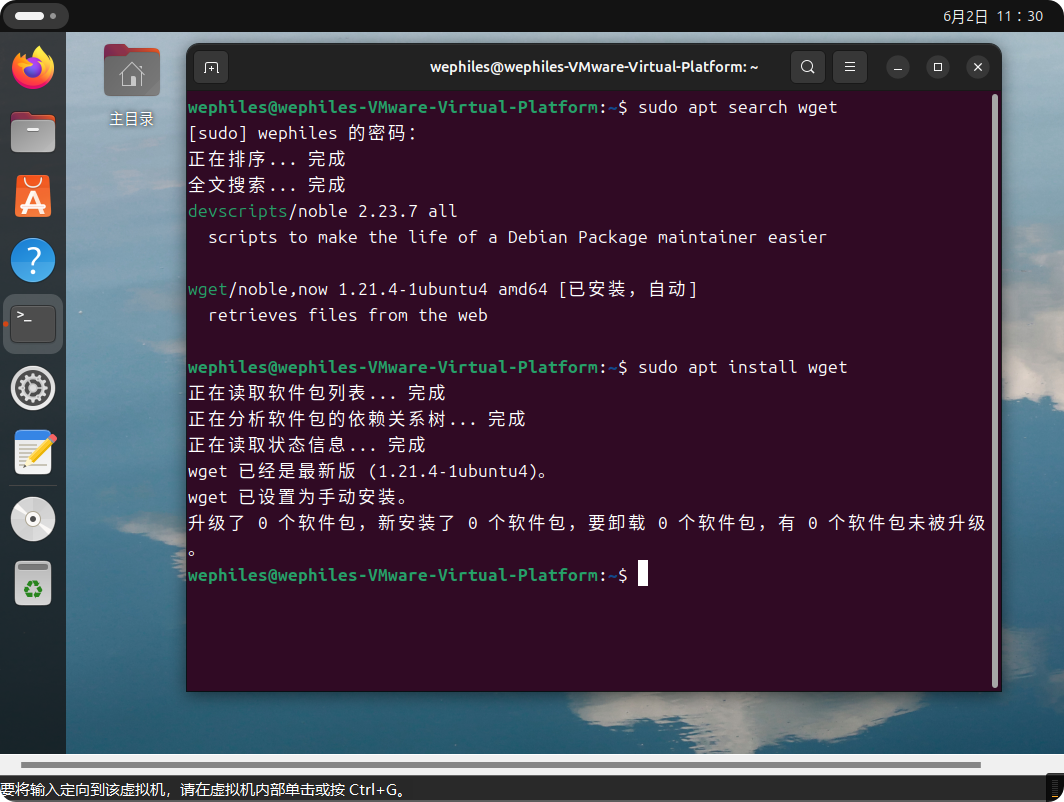 6月2日 11：30
wephiles@wephiles-VMware-Virtual-Platform: ~
主目录
wephiles@wephiles-VMware-Virtual-Platform:~$ sudo apt search wget
[sudo] wephiles 的密码：
正在排序... 完成
全文搜索... 完成
devscripts/noble 2.23.7 all
  scripts to make the life of a Debian Package maintainer easier
wget/noble,now 1.21.4-1ubuntu4 amd64 [已安装，自动]
  retrieves files from the web
wephiles@wephiles-VMware-Virtual-Platform:~$ sudo apt install wget
正在读取软件包列表... 完成
正在分析软件包的依赖关系树... 完成
正在读取状态信息... 完成
wget 已经是最新版 (1.21.4-1ubuntu4)。
wget 已设置为手动安装。
升级了 0 个软件包，新安装了 0 个软件包，要卸载 0 个软件包，有 0 个软件包未被升级
。
wephiles@wephiles-VMware-Virtual-Platform:~$
要将输入定向到该虚拟机，请在虚拟机内部单击或按 Ctrl+G。